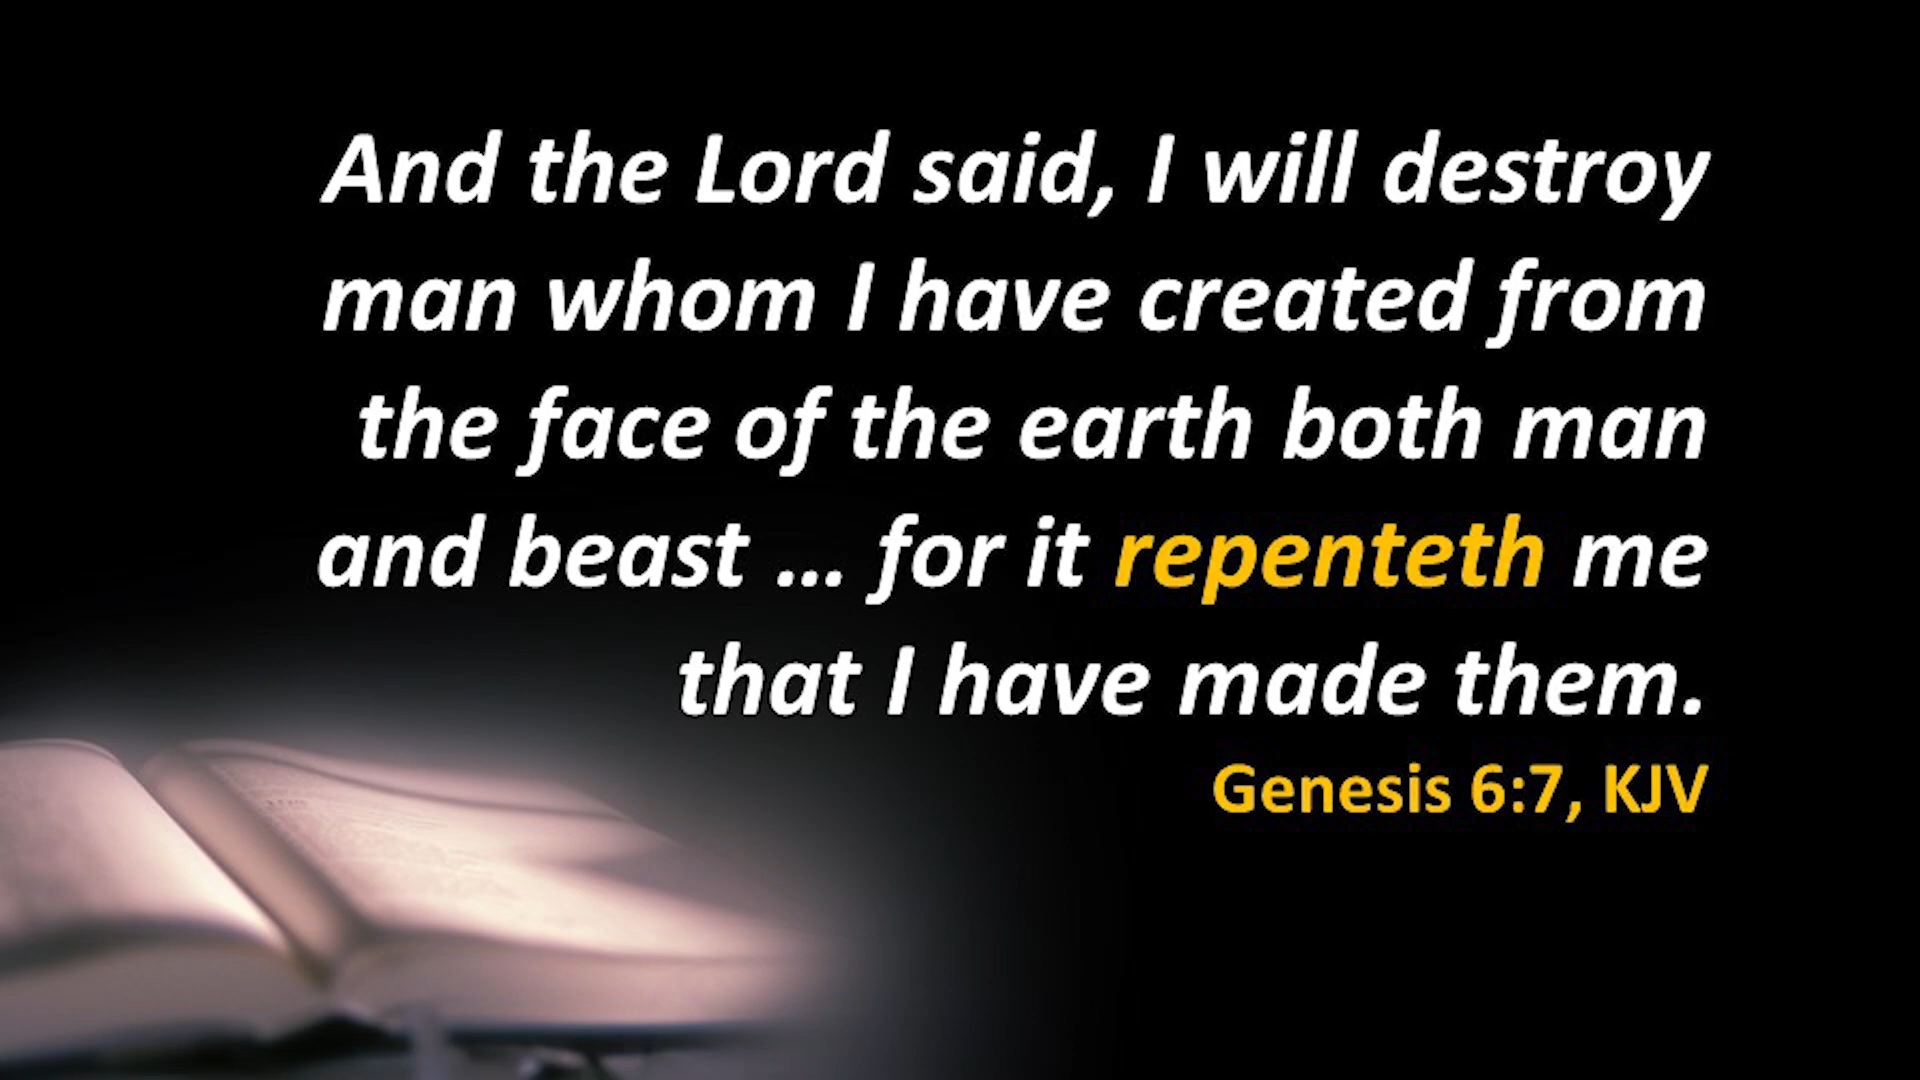 And the Lord said, I will destroy
man whom I have created from
the face of the earth both man
and beast ... for it repenteth me
that I have made them.
Genesis 6:7, KJV